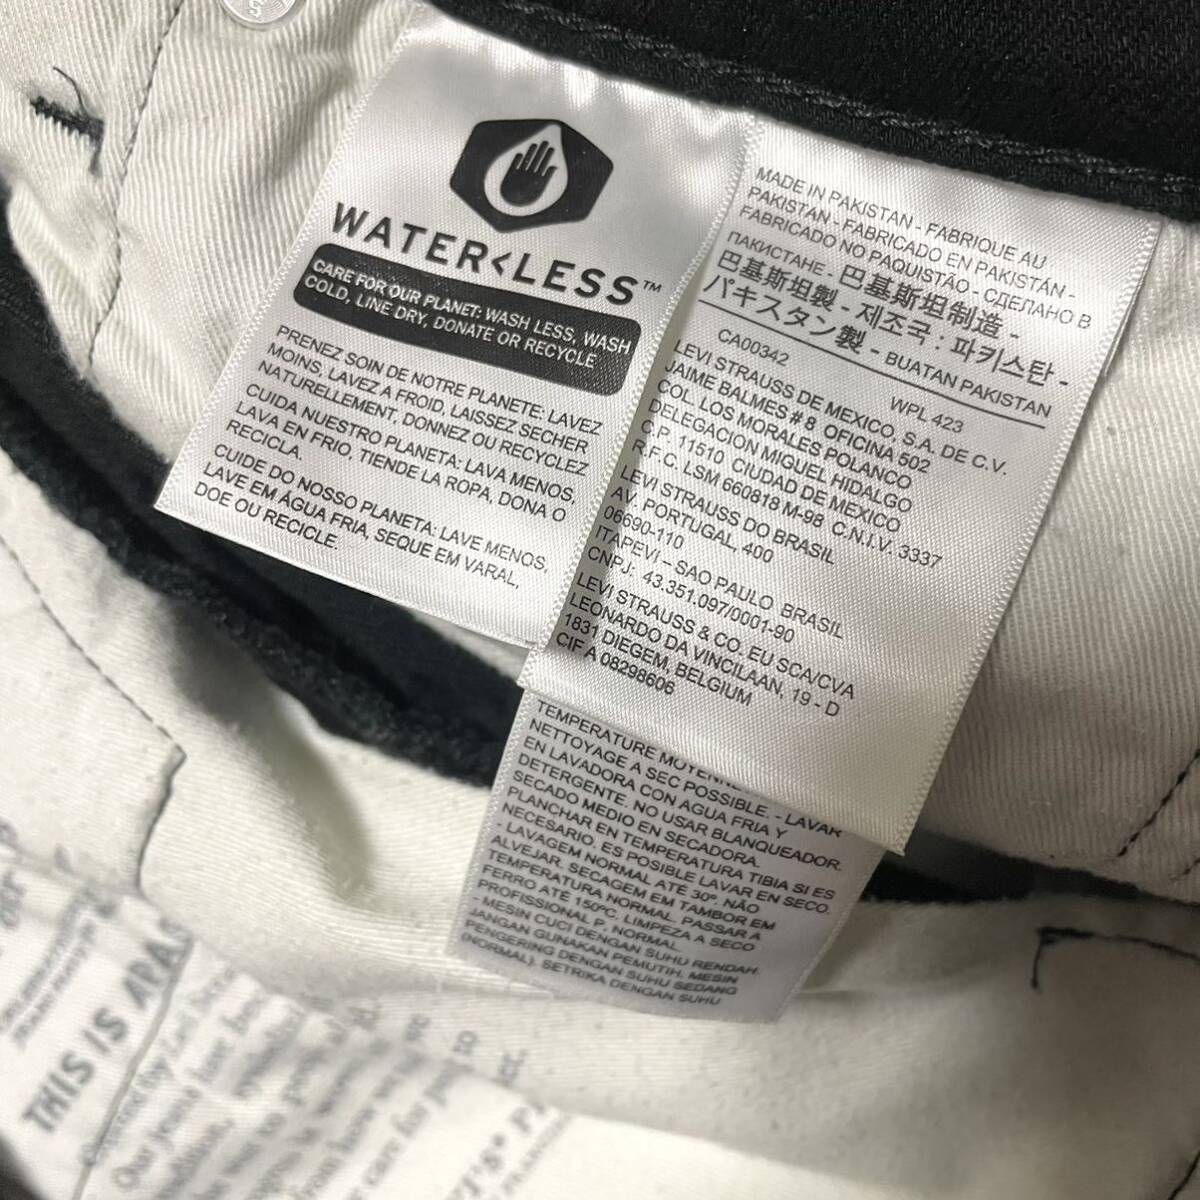 WATER<LESS™
CARE FOR OUR PLANET: WASH LESS, WASH
COLD, LINE DRY, DONATE OR RECYCLE
PRENEZ SOIN DE NOTRE PLANETE: LAVEZ
MOINS, LAVEZ A FROID, LAISSEZ SECHER
NATURELLEMENT, DONNEZ OU RECYCLEZ
CUIDA NUESTRO PLANETA: LAVA MENOS,
LAVA EN FRIO, TIENDE LA ROPA, DONA O
RECICLA.
CUIDE DO NOSSO PLANETA: LAVE MENOS,
LAVE EM ÁGUA FRIA, SEQUE EM VARAL,
DOE OU RECICLE.
MADE IN PAKISTAN - FABRIQUE AU
PAKISTAN - FABRICADO EN PAKISTÁN -
FABRICADO NO PAQUISTÃO - СДЕЛАНО В
ПАКИСТАНЕ - 巴基斯坦制造 -
巴基斯坦製 - 제조국 : 파키스탄 -
パキスタン製 - BUATAN PAKISTAN
CA00342 WPL 423
LEVI STRAUSS DE MEXICO, S.A. DE C.V.
JAIME BALMES # 8 OFICINA 502
COL. LOS MORALES POLANCO
DELEGACION MIGUEL HIDALGO
C.P. 11510 CIUDAD DE MEXICO
R.F.C. LSM 660818 M-98 C.N.I.V. 3337
LEVI STRAUSS DO BRASIL
AV. PORTUGAL, 400
06690-110
ITAPEVI – SAO PAULO BRASIL
CNPJ: 43.351.097/0001-90
LEVI STRAUSS & CO. EU SCA/CVA
LEONARDO DA VINCILAAN, 19 - D
1831 DIEGEM, BELGIUM
CIF A 08298606
TEMPERATURE MOYENNE
NETTOYAGE A SEC POSSIBLE. - LAVAR
EN LAVADORA CON AGUA FRIA Y
DETERGENTE. NO USAR BLANQUEADOR.
SECADO MEDIO EN SECADORA.
PLANCHAR EN TEMPERATURA TIBIA SI ES
NECESARIO. ES POSIBLE LAVAR EN SECO.
- LAVAGEM NORMAL ATÉ 30º. NÃO
ALVEJAR. SECAGEM EM TAMBOR EM
TEMPERATURA NORMAL. PASSAR A
FERRO ATÉ 150ºC. LIMPEZA A SECO
PROFISSIONAL P, NORMAL
- MESIN CUCI DENGAN SUHU RENDAH.
JANGAN GUNAKAN PEMUTIH. MESIN
PENGERING DENGAN SUHU SEDANG
(NORMAL). SETRIKA DENGAN SUHU
THIS IS A PA